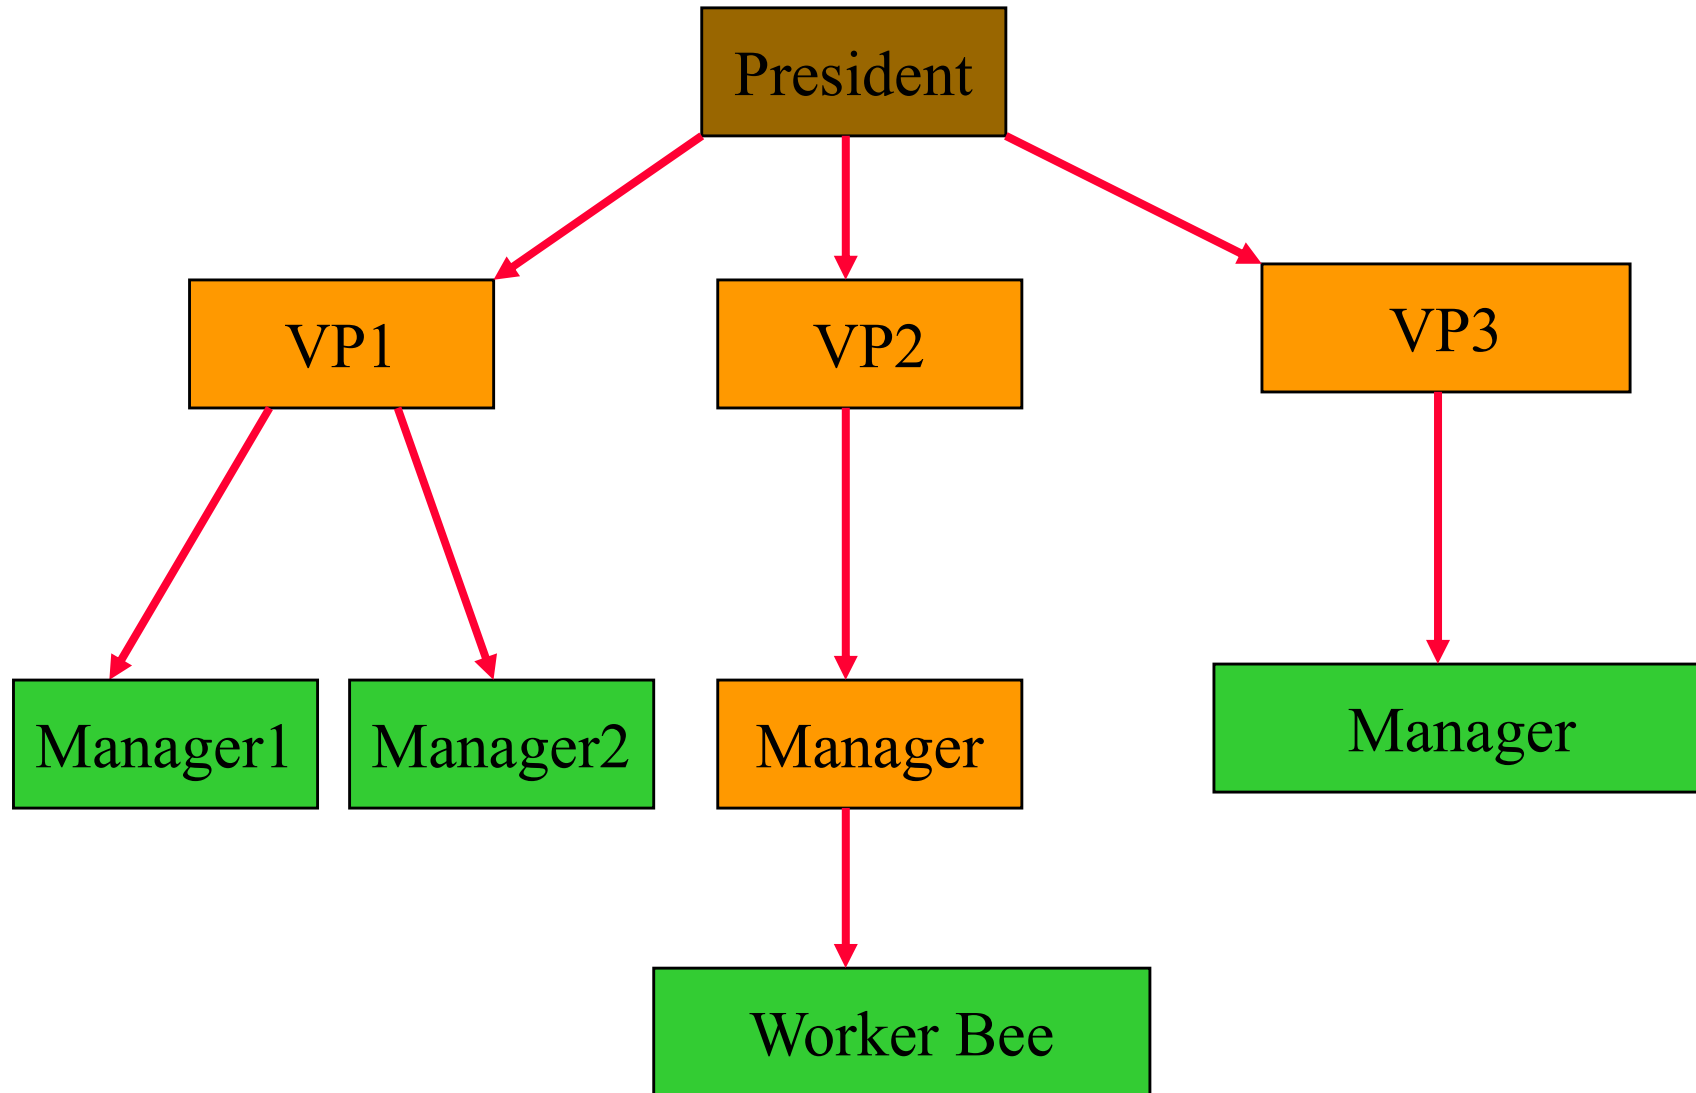 President
VP1
VP2
VP3
Manager1
Manager2
Manager
Manager
Worker Bee